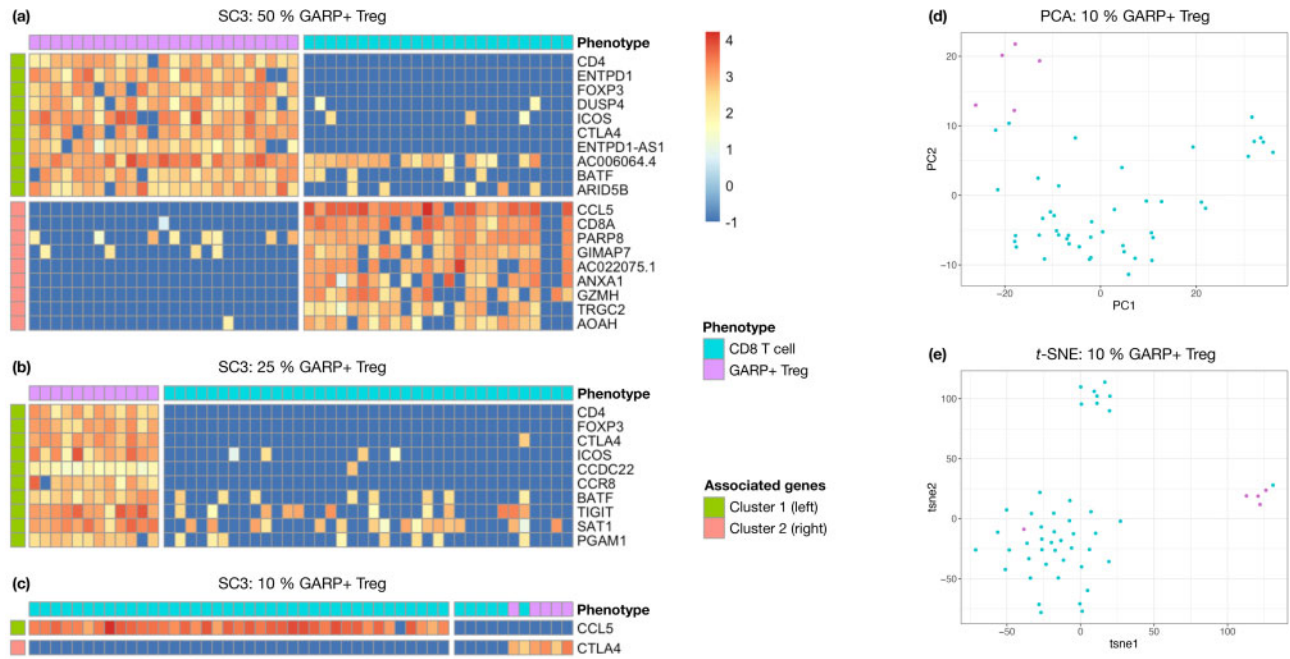 (a)
SC3: 50 % GARP+ Treg
Phenotype
CD4
ENTPD1
FOXP3
DUSP4
ICOS
CTLA4
ENTPD1-AS1
AC006064.4
BATF
ARID5B
CCL5
CD8A
PARP8
GIMAP7
AC022075.1
ANXA1
GZMH
TRGC2
AOAH
4
3
2
1
0
-1
(b)
SC3: 25 % GARP+ Treg
Phenotype
CD4
FOXP3
CTLA4
ICOS
CCDC22
CCR8
BATF
TIGIT
SAT1
PGAM1
(c)
SC3: 10 % GARP+ Treg
Phenotype
CCL5
CTLA4
Phenotype
CD8 T cell
GARP+ Treg
Associated genes
Cluster 1 (left)
Cluster 2 (right)
(d)
PCA: 10 % GARP+ Treg
PC2
20
10
0
−10
−20
0
20
PC1
(e)
t-SNE: 10 % GARP+ Treg
tsne2
100
50
0
−50
−50
0
50
100
tsne1